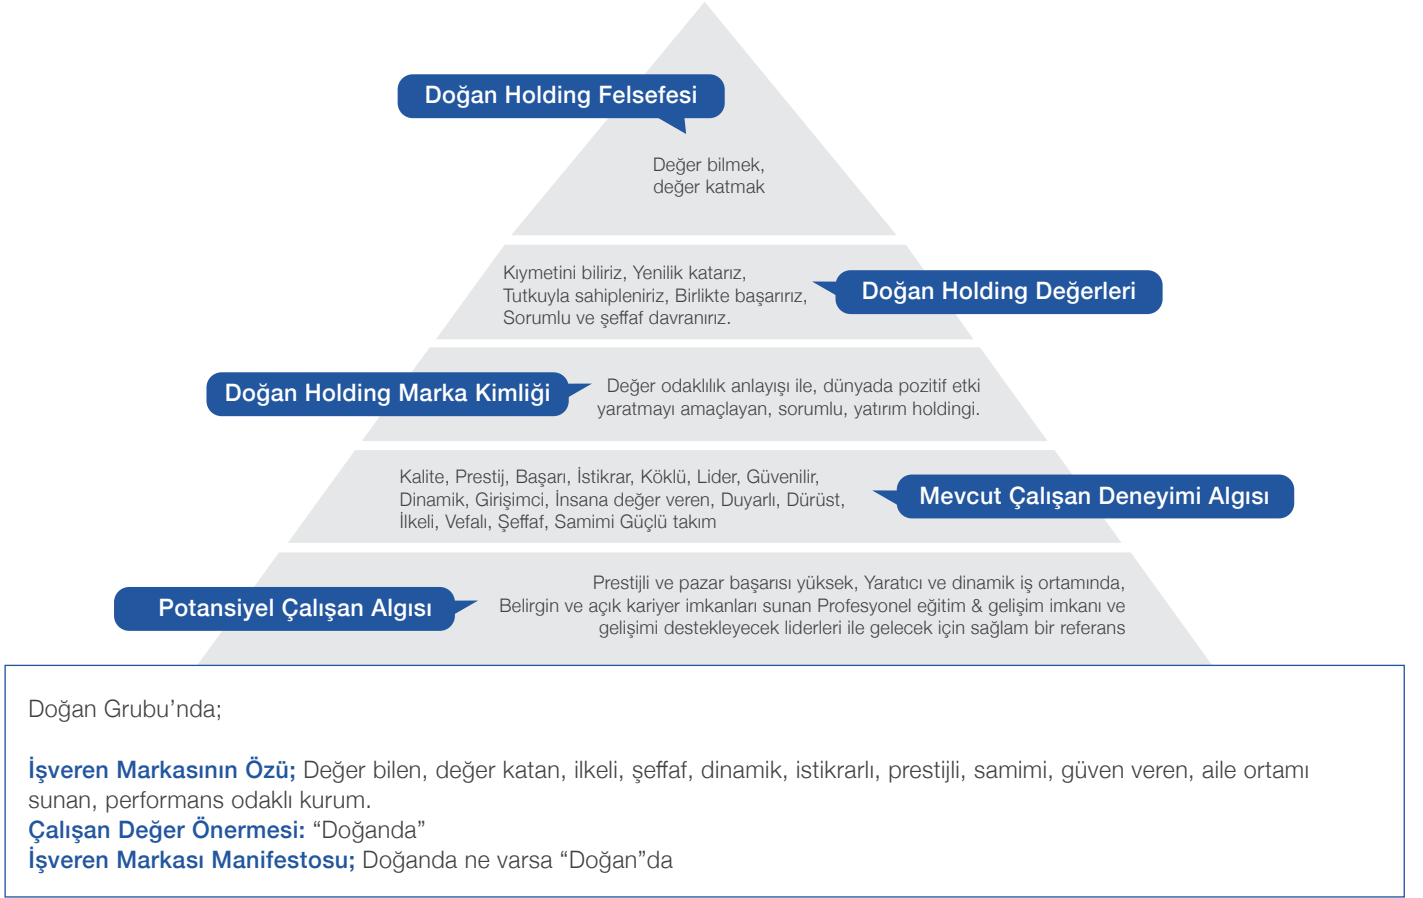 Doğan Holding Felsefesi
Değer bilmek,
değer katmak
Kıymetini biliriz, Yenilik katarız,
Tutkuyla sahipleniriz, Birlikte başarırız,
Sorumlu ve şeffaf davranırız.
Doğan Holding Değerleri
Doğan Holding Marka Kimliği
Değer odaklılık anlayışı ile, dünyada pozitif etki
yaratmayı amaçlayan, sorumlu, yatırım holdingi.
Kalite, Prestij, Başarı, İstikrar, Köklü, Lider, Güvenilir,
Dinamik, Girişimci, İnsana değer veren, Duyarlı, Dürüst,
İlkeli, Vefalı, Şeffaf, Samimi Güçlü takım
Mevcut Çalışan Deneyimi Algısı
Potansiyel Çalışan Algısı
Prestijli ve pazar başarısı yüksek, Yaratıcı ve dinamik iş ortamında,
Belirgin ve açık kariyer imkanları sunan Profesyonel eğitim & gelişim imkanı ve
gelişimi destekleyecek liderleri ile gelecek için sağlam bir referans
Doğan Grubu’nda;
İşveren Markasının Özü; Değer bilen, değer katan, ilkeli, şeffaf, dinamik, istikrarlı, prestijli, samimi, güven veren, aile ortamı
sunan, performans odaklı kurum.
Çalışan Değer Önermesi: “Doğanda”
İşveren Markası Manifestosu; Doğanda ne varsa “Doğan”da